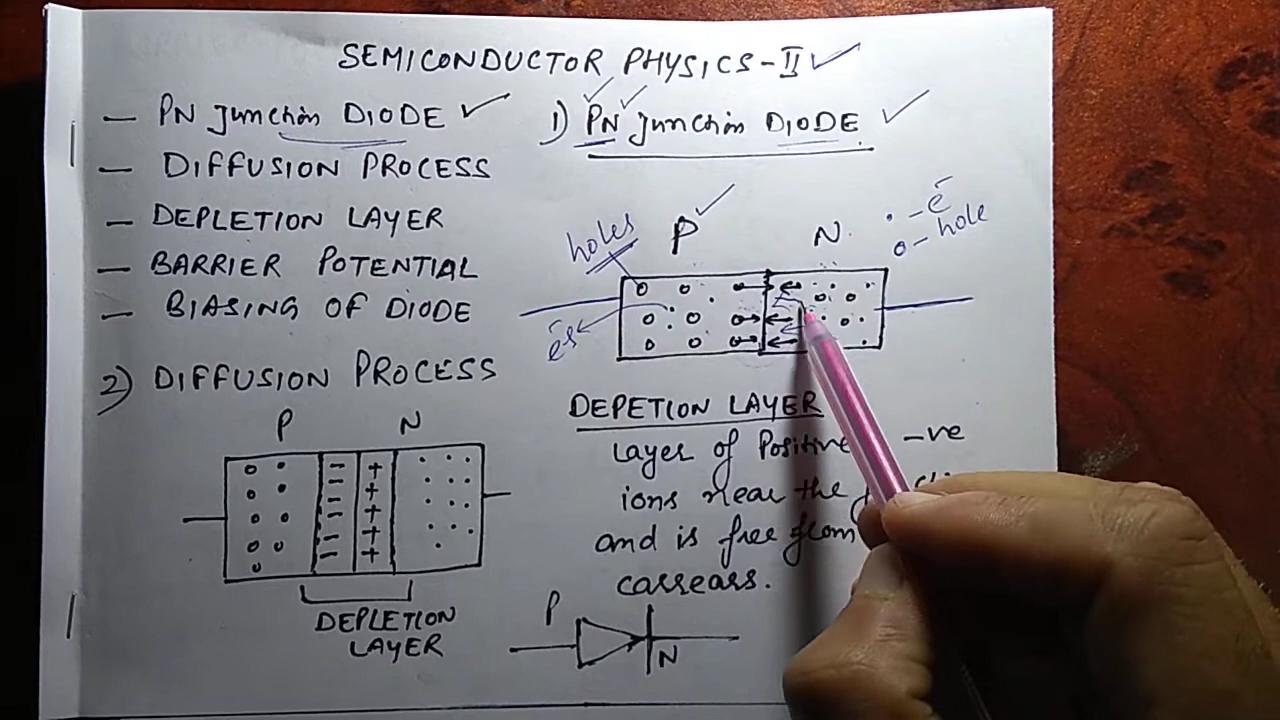 SEMICONDUCTOR PHYSICS-II
- PN Junction DIODE
- DIFFUSION PROCESS
- DEPLETION LAYER
- BARRIER POTENTIAL
- BIASING OF DIODE
2) DIFFUSION PROCESS
P N
- +
- +
- +
- +
- +
- +
DEPLETION
LAYER
1) PN Junction DIODE
P N
holes
ēs
. - ē
o - hole
DEPETION LAYER
Layer of Positive -ve
ions near the
and is free from
carrears.
P
N